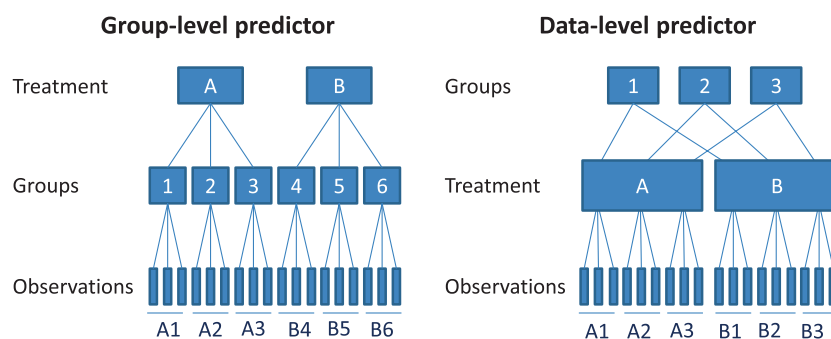 Group-level predictor
Treatment A B
Groups 1 2 3 4 5 6
Observations
A1 A2 A3 B4 B5 B6
Data-level predictor
Groups 1 2 3
Treatment A B
Observations
A1 A2 A3 B1 B2 B3